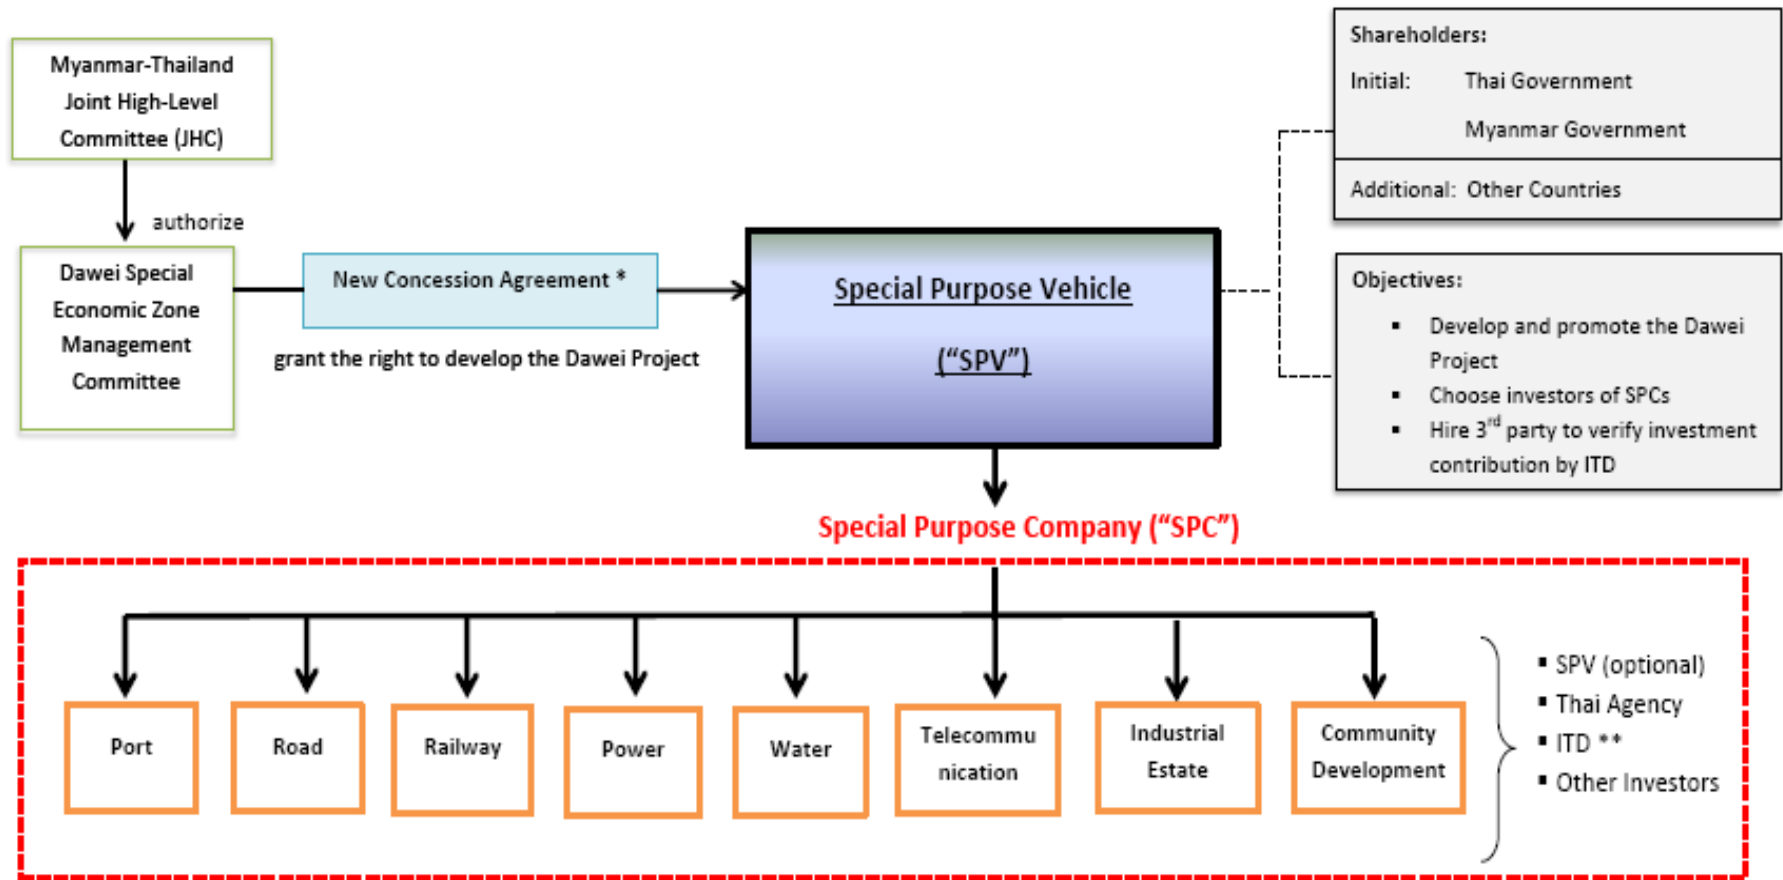 Myanmar-Thailand
Joint High-Level
Committee (JHC)
authorize
Dawei Special
Economic Zone
Management
Committee
New Concession Agreement *
grant the right to develop the Dawei Project
Special Purpose Vehicle
(“SPV”)
Shareholders:
Initial: Thai Government
Myanmar Government
Additional: Other Countries
Objectives:
▪ Develop and promote the Dawei
Project
▪ Choose investors of SPCs
▪ Hire 3rd party to verify investment
contribution by ITD
Special Purpose Company (“SPC”)
Port
Road
Railway
Power
Water
Telecommu
nication
Industrial
Estate
Community
Development
▪ SPV (optional)
▪ Thai Agency
▪ ITD **
▪ Other Investors